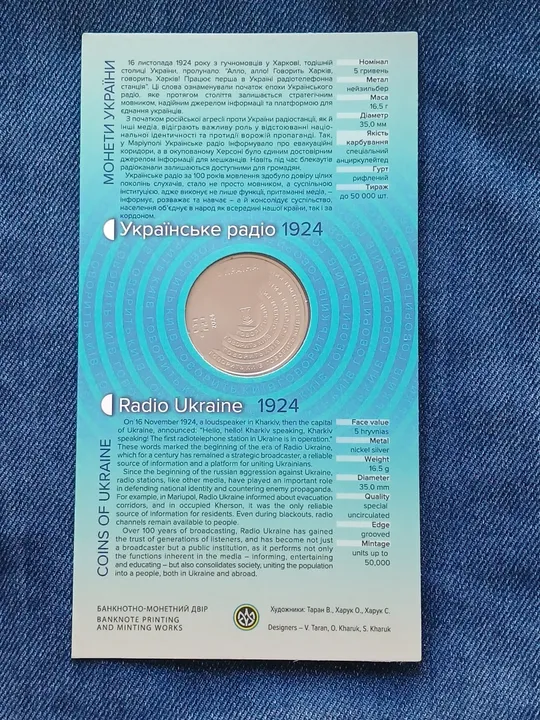 МОНЕТИ УКРАЇНИ
16 листопада 1924 року з гучномовців у Харкові, тодішній
столиці України, пролунало: "Алло, алло! Говорить Харків,
говорить Харків! Працює перша в Україні радіотелефонна
станція". Ці слова ознаменували початок епохи Українського
радіо, яке протягом століття залишається стратегічним
мовником, надійним джерелом інформації та платформою для
єднання українців.
З початком російської агресії проти України радіостанції, як й
інші медіа, відіграють важливу роль у відстоюванні націо-
нальної ідентичності та протидії ворожій пропаганді. Так,
у Маріуполі Українське радіо інформувало про евакуаційні
коридори, а в окупованому Херсоні було єдиним достовірним
джерелом інформації для мешканців. Навіть під час блекаутів
радіоканали залишаються доступними для громадян.
Українське радіо за 100 років мовлення здобуло довіру цілих
поколінь слухачів, стало не просто мовником, а суспільною
інституцією, адже виконує не лише функції, притаманні медіа, –
інформує, розважає та навчає – а й консолідує суспільство,
населення об'єднує в народ як всередині нашої країни, так і за
кордоном.
Номінал
5 гривень
Метал
нейзильбер
Маса
16.5 г
Діаметр
35,0 мм
Якість
карбування
спеціальний
анциркулейтед
Гурт
рифлений
Тираж
до 50 000 шт.
Українське радіо 1924
УКРАЇНА
2024
Radio Ukraine 1924
COINS OF UKRAINE
On 16 November 1924, a loudspeaker in Kharkiv, then the capital
of Ukraine, announced: "Hello, hello! Kharkiv speaking, Kharkiv
speaking! The first radiotelephone station in Ukraine is in operation."
These words marked the beginning of the era of Radio Ukraine,
which for a century has remained a strategic broadcaster, a reliable
source of information and a platform for uniting Ukrainians.
Since the beginning of the russian aggression against Ukraine,
radio stations, like other media, have played an important role
in defending national identity and countering enemy propaganda.
For example, in Mariupol, Radio Ukraine informed about evacuation
corridors, and in occupied Kherson, it was the only reliable
source of information for residents. Even during blackouts, radio
channels remain available to people.
Over 100 years of broadcasting, Radio Ukraine has gained
the trust of generations of listeners, and has become not just
a broadcaster but a public institution, as it performs not only
the functions inherent in the media – informing, entertaining
and educating – but also consolidates society, uniting the population
into a people, both in Ukraine and abroad.
Face value
5 hryvnias
Metal
nickel silver
Weight
16.5 g
Diameter
35,0 mm
Quality
special
uncirculated
Edge
grooved
Mintage
units up to
50,000
БАНКНОТНО-МОНЕТНИЙ ДВІР
BANKNOTE PRINTING
AND MINTING WORKS
Художники: Таран В., Харук О., Харук С.
Designers – V. Taran, O. Kharuk, S. Kharuk